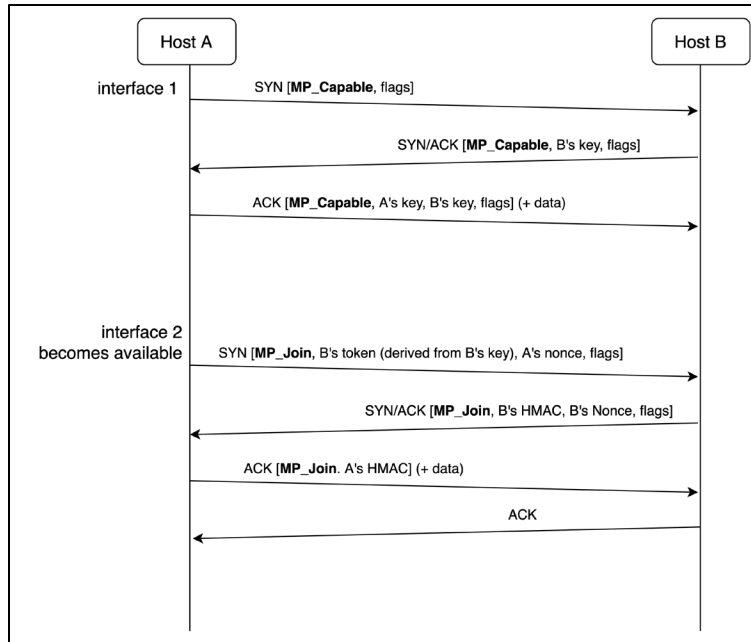 Host A
Host B
interface 1
SYN [MP_Capable, flags]
SYN/ACK [MP_Capable, B's key, flags]
ACK [MP_Capable, A's key, B's key, flags] (+ data)
interface 2
becomes available
SYN [MP_Join, B's token (derived from B's key), A's nonce, flags]
SYN/ACK [MP_Join, B's HMAC, B's Nonce, flags]
ACK [MP_Join. A's HMAC] (+ data)
ACK